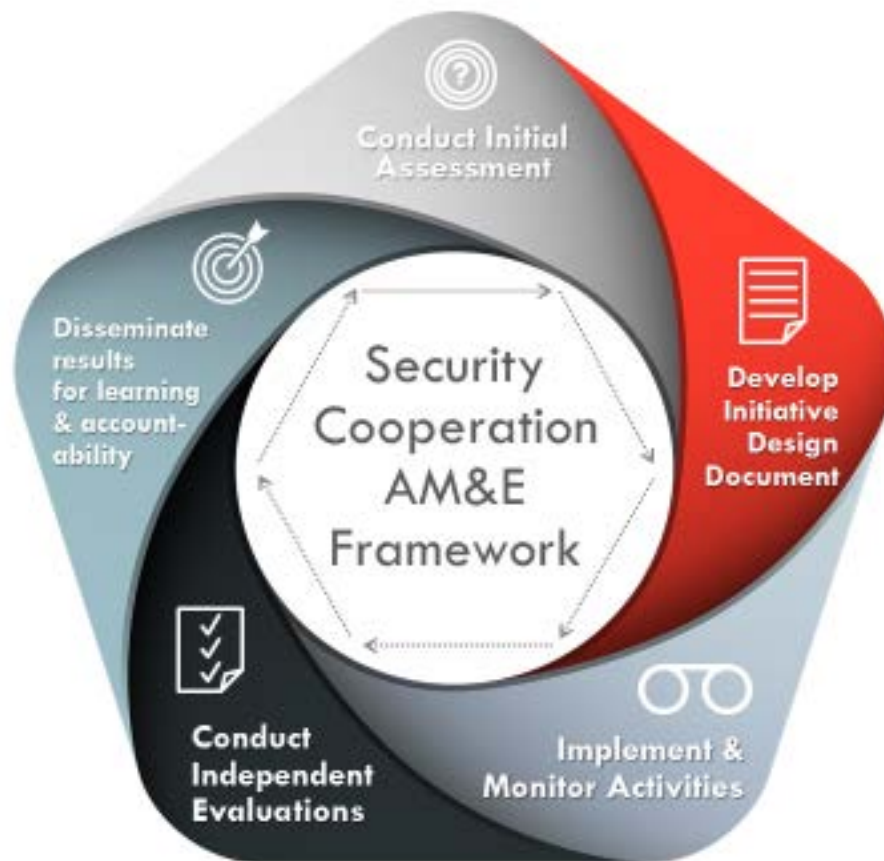 ?
Conduct Initial
Assessment
Develop
Initiative
Design
Document
Implement &
Monitor Activities
Conduct
Independent
Evaluations
Disseminate
results
for learning
& account-
ability
Security
Cooperation
AM&E
Framework